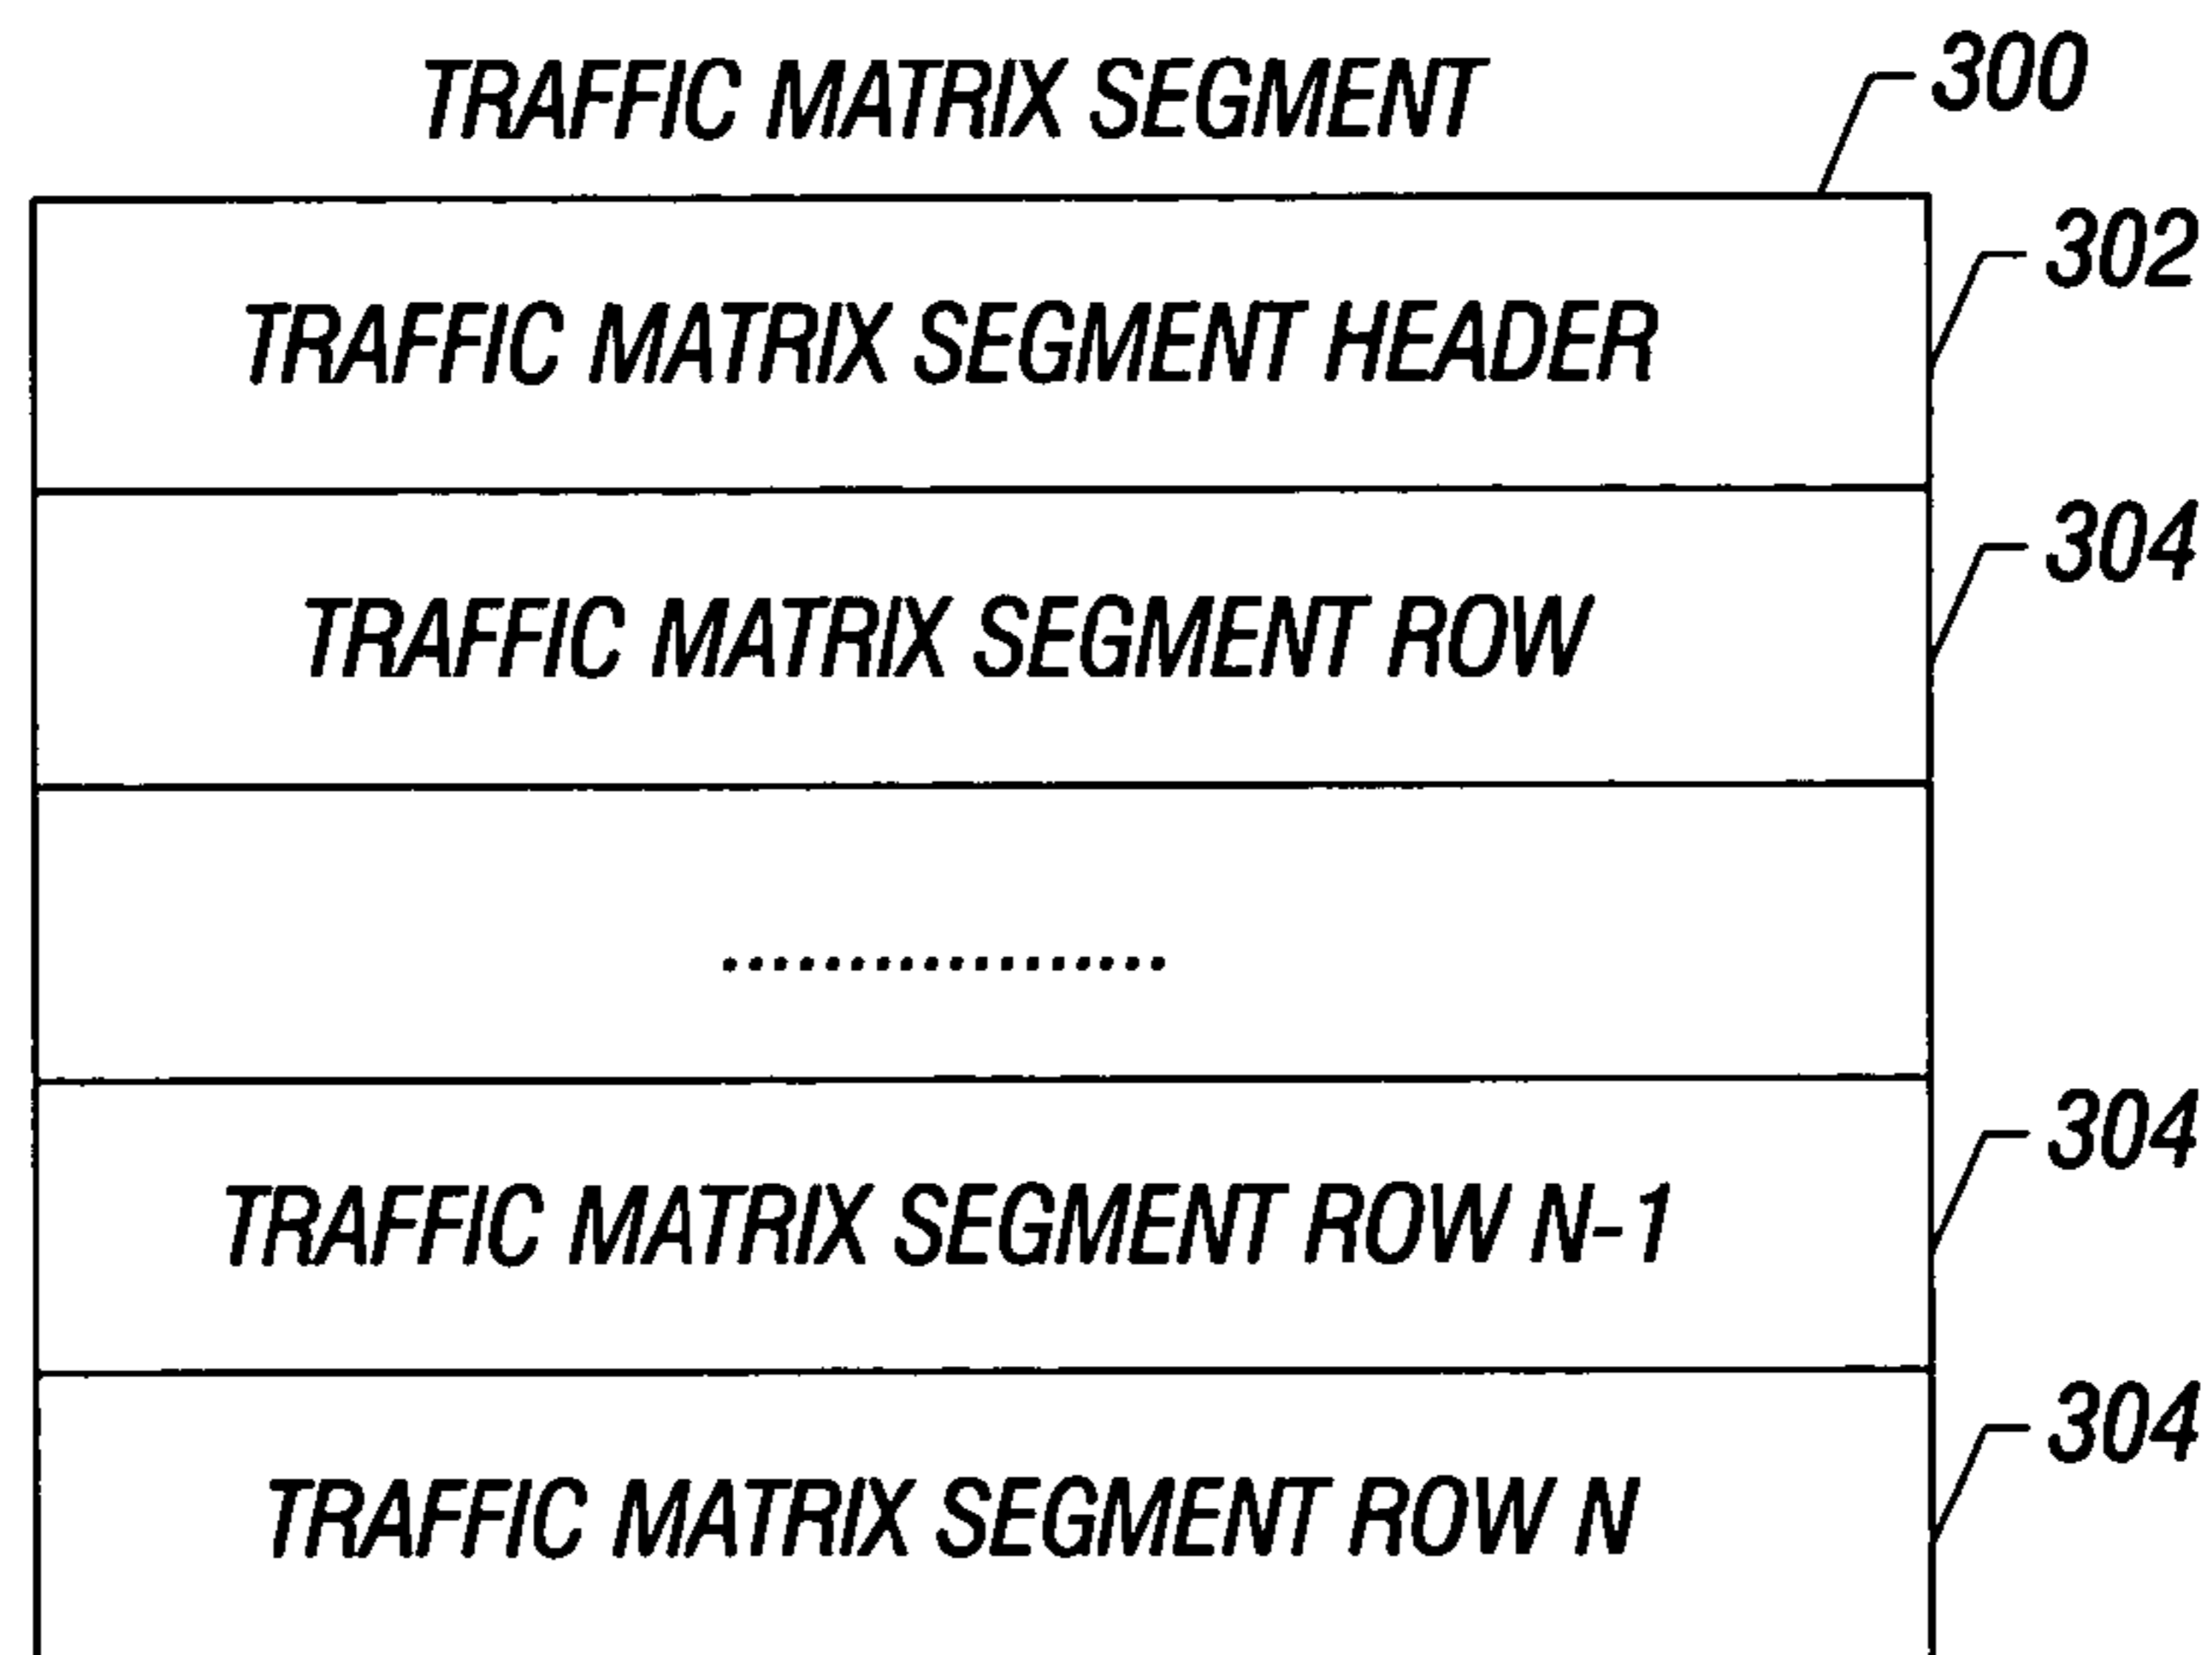 TRAFFIC MATRIX SEGMENT
300
302
TRAFFIC MATRIX SEGMENT HEADER
304
TRAFFIC MATRIX SEGMENT ROW
..................
304
TRAFFIC MATRIX SEGMENT ROW N-1
304
TRAFFIC MATRIX SEGMENT ROW N